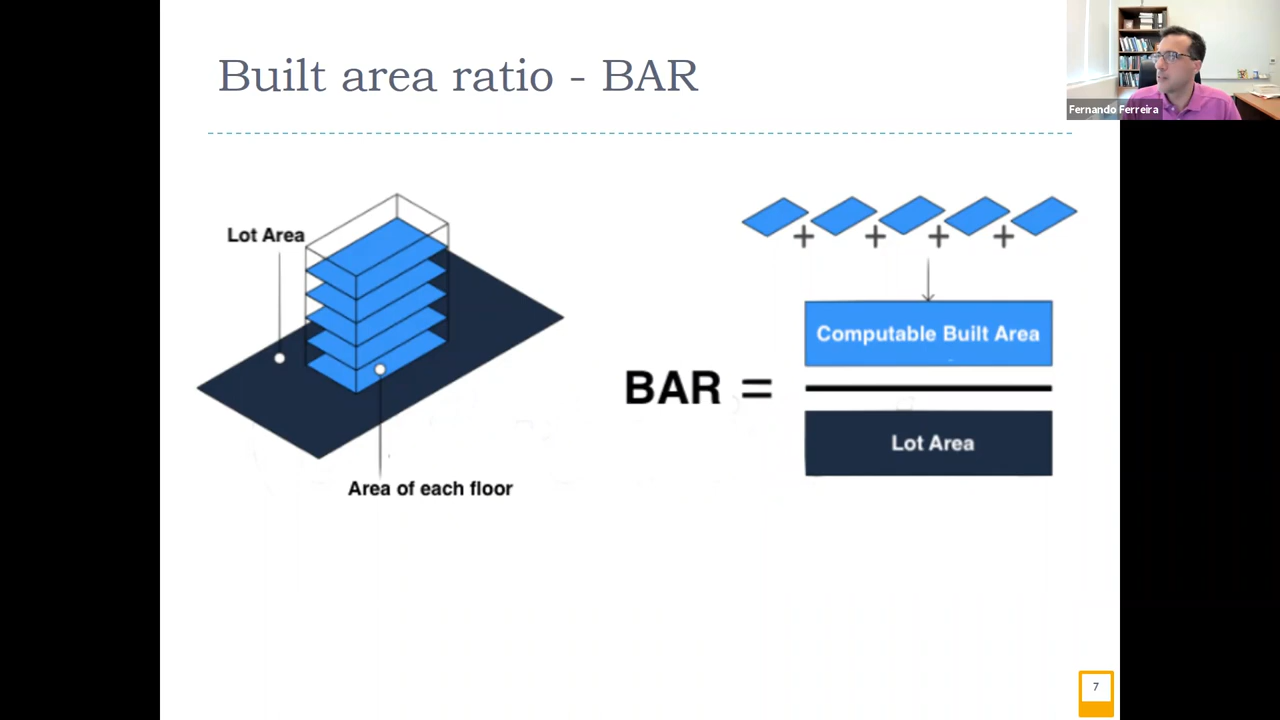 Built area ratio - BAR
Fernando Ferreira
Lot Area
Area of each floor
+ + + +
BAR =
Computable Built Area
Lot Area
7